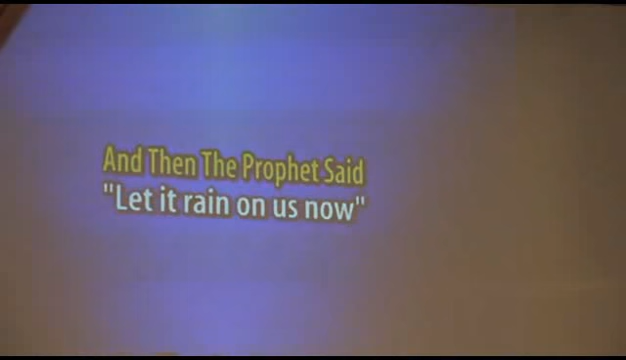 And Then The Prophet Said
"Let it rain on us now"